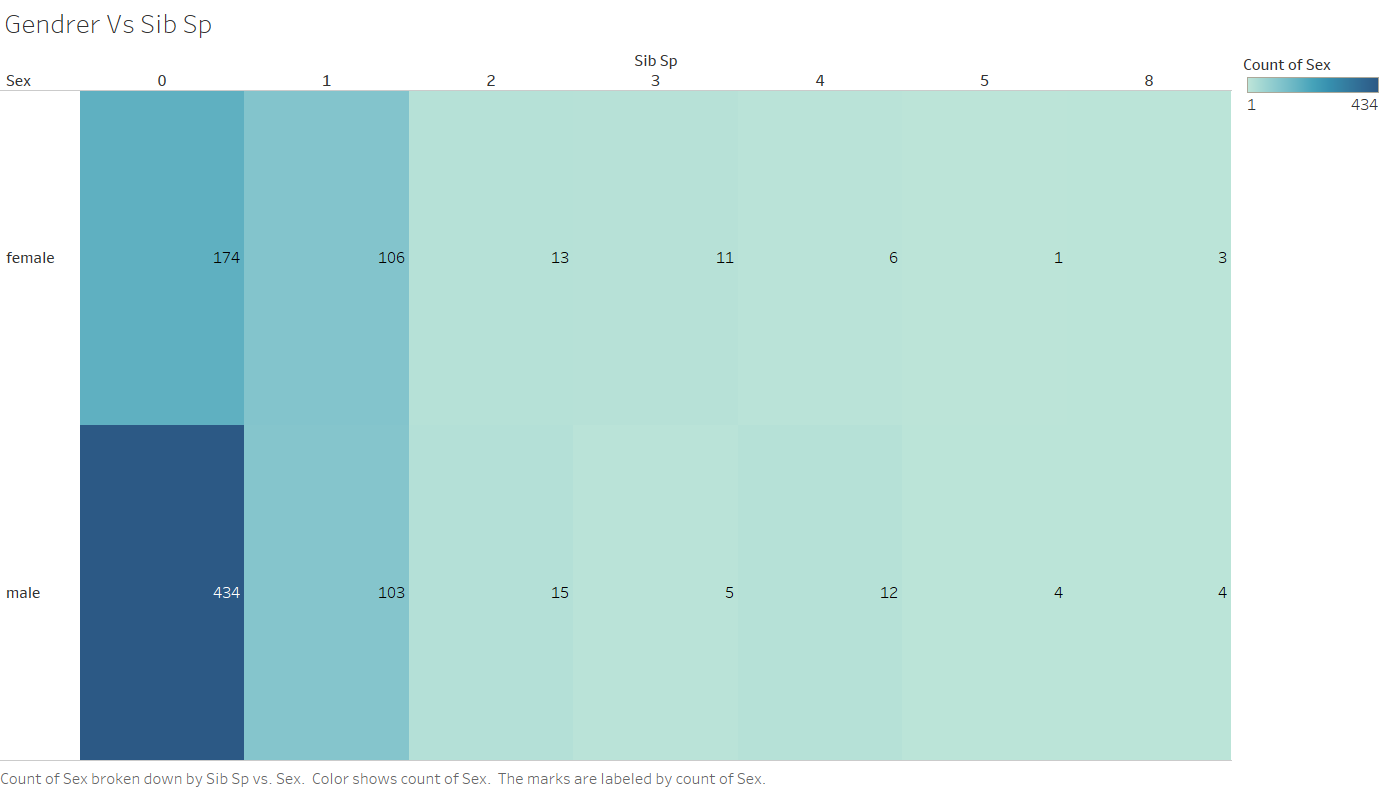 Gendrer Vs Sib Sp
Sib Sp
Sex 0 1 2 3 4 5 8
Count of Sex
1 434
female 174 106 13 11 6 1 3
male 434 103 15 5 12 4 4
Count of Sex broken down by Sib Sp vs. Sex.  Color shows count of Sex.  The marks are labeled by count of Sex.